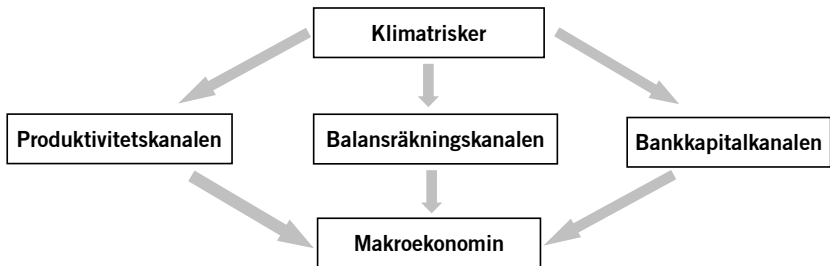 Klimatrisker
Produktivitetskanalen
Balansräkningskanalen
Bankkapitalkanalen
Makroekonomin